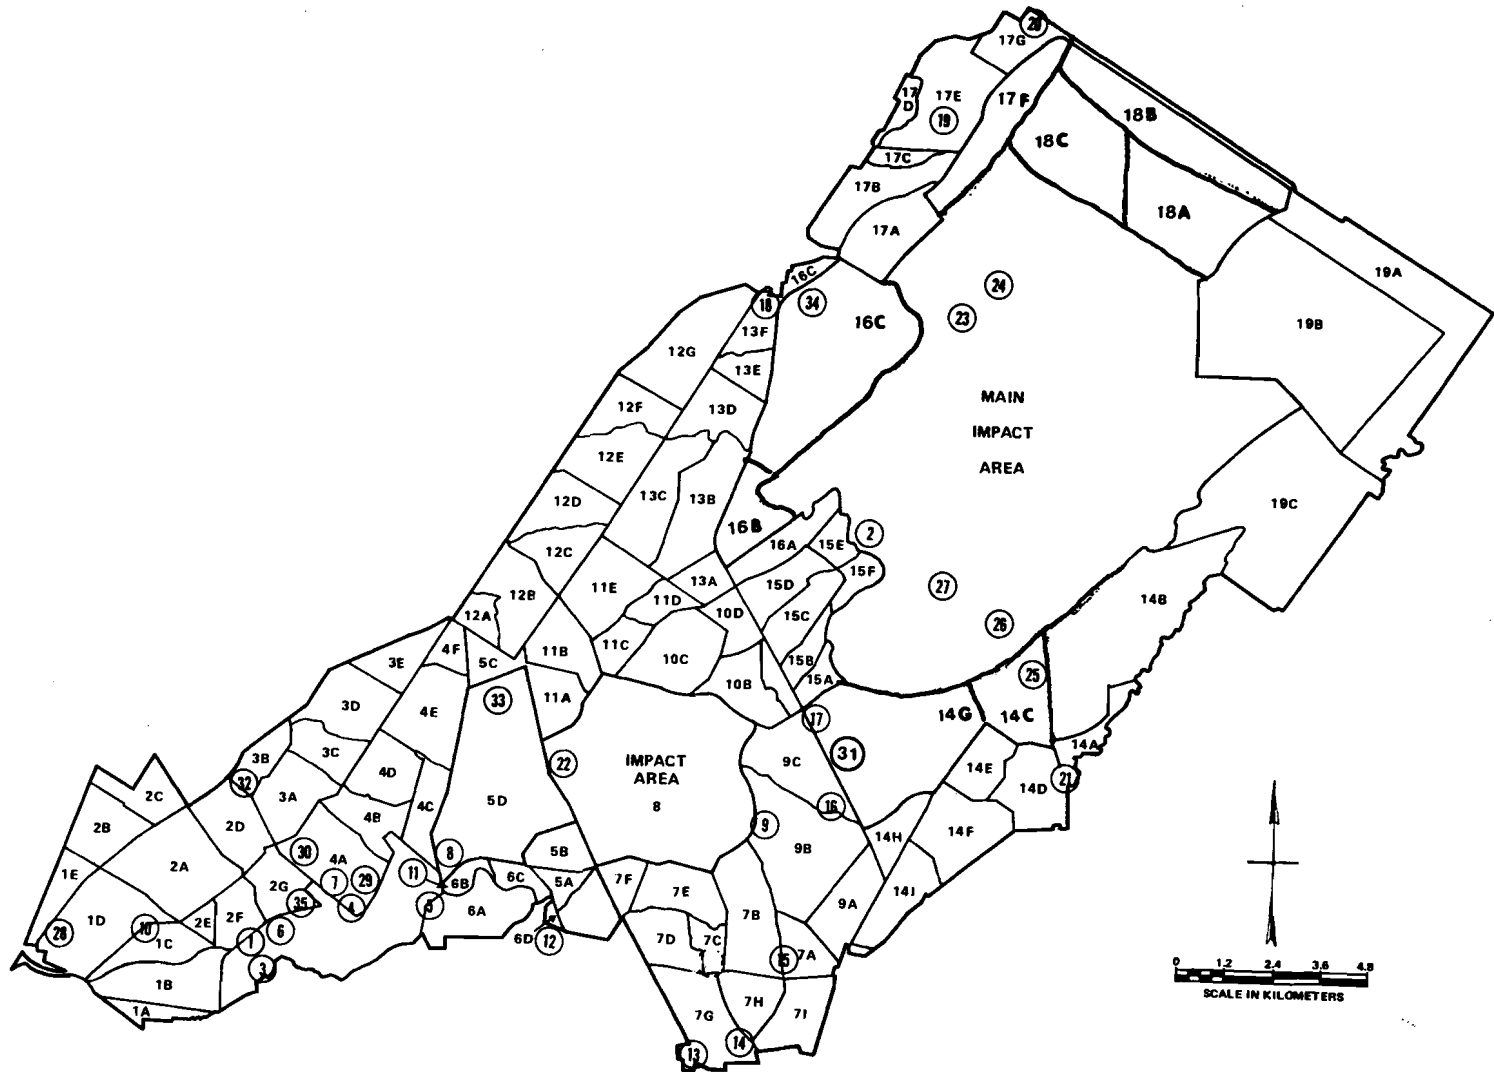 20
17G
17D
17E
17F
19
18B
18C
17C
17B
18A
17A
19A
16C
24
18
34
23
16C
19B
13F
12G
13E
MAIN
12F
13D
IMPACT
12E
AREA
13C
13B
12D
19C
16B
2
16A
15E
12C
15F
13A
15D
11E
27
12B
11D
14B
12A
10D
15C
26
4F
11C
11B
3E
5C
10C
15B
25
15A
10B
11A
33
3D
4E
17
14G
14C
3C
14A
3B
31
22
IMPACT
9C
4D
14E
AREA
21
32
14D
3A
5D
8
16
4C
4B
2C
9
2B
2D
14F
14H
9B
30
8
5B
4A
2A
11
1E
7
29
6B
6C
5A
7F
2G
7E
14J
35
5
4
9A
1D
2E
2F
6A
7B
10
6
28
6D
12
7D
7C
1
1C
15
7A
3
0 1.2 2.4 3.6 4.8
1B
SCALE IN KILOMETERS
7H
1A
7G
7I
14
13